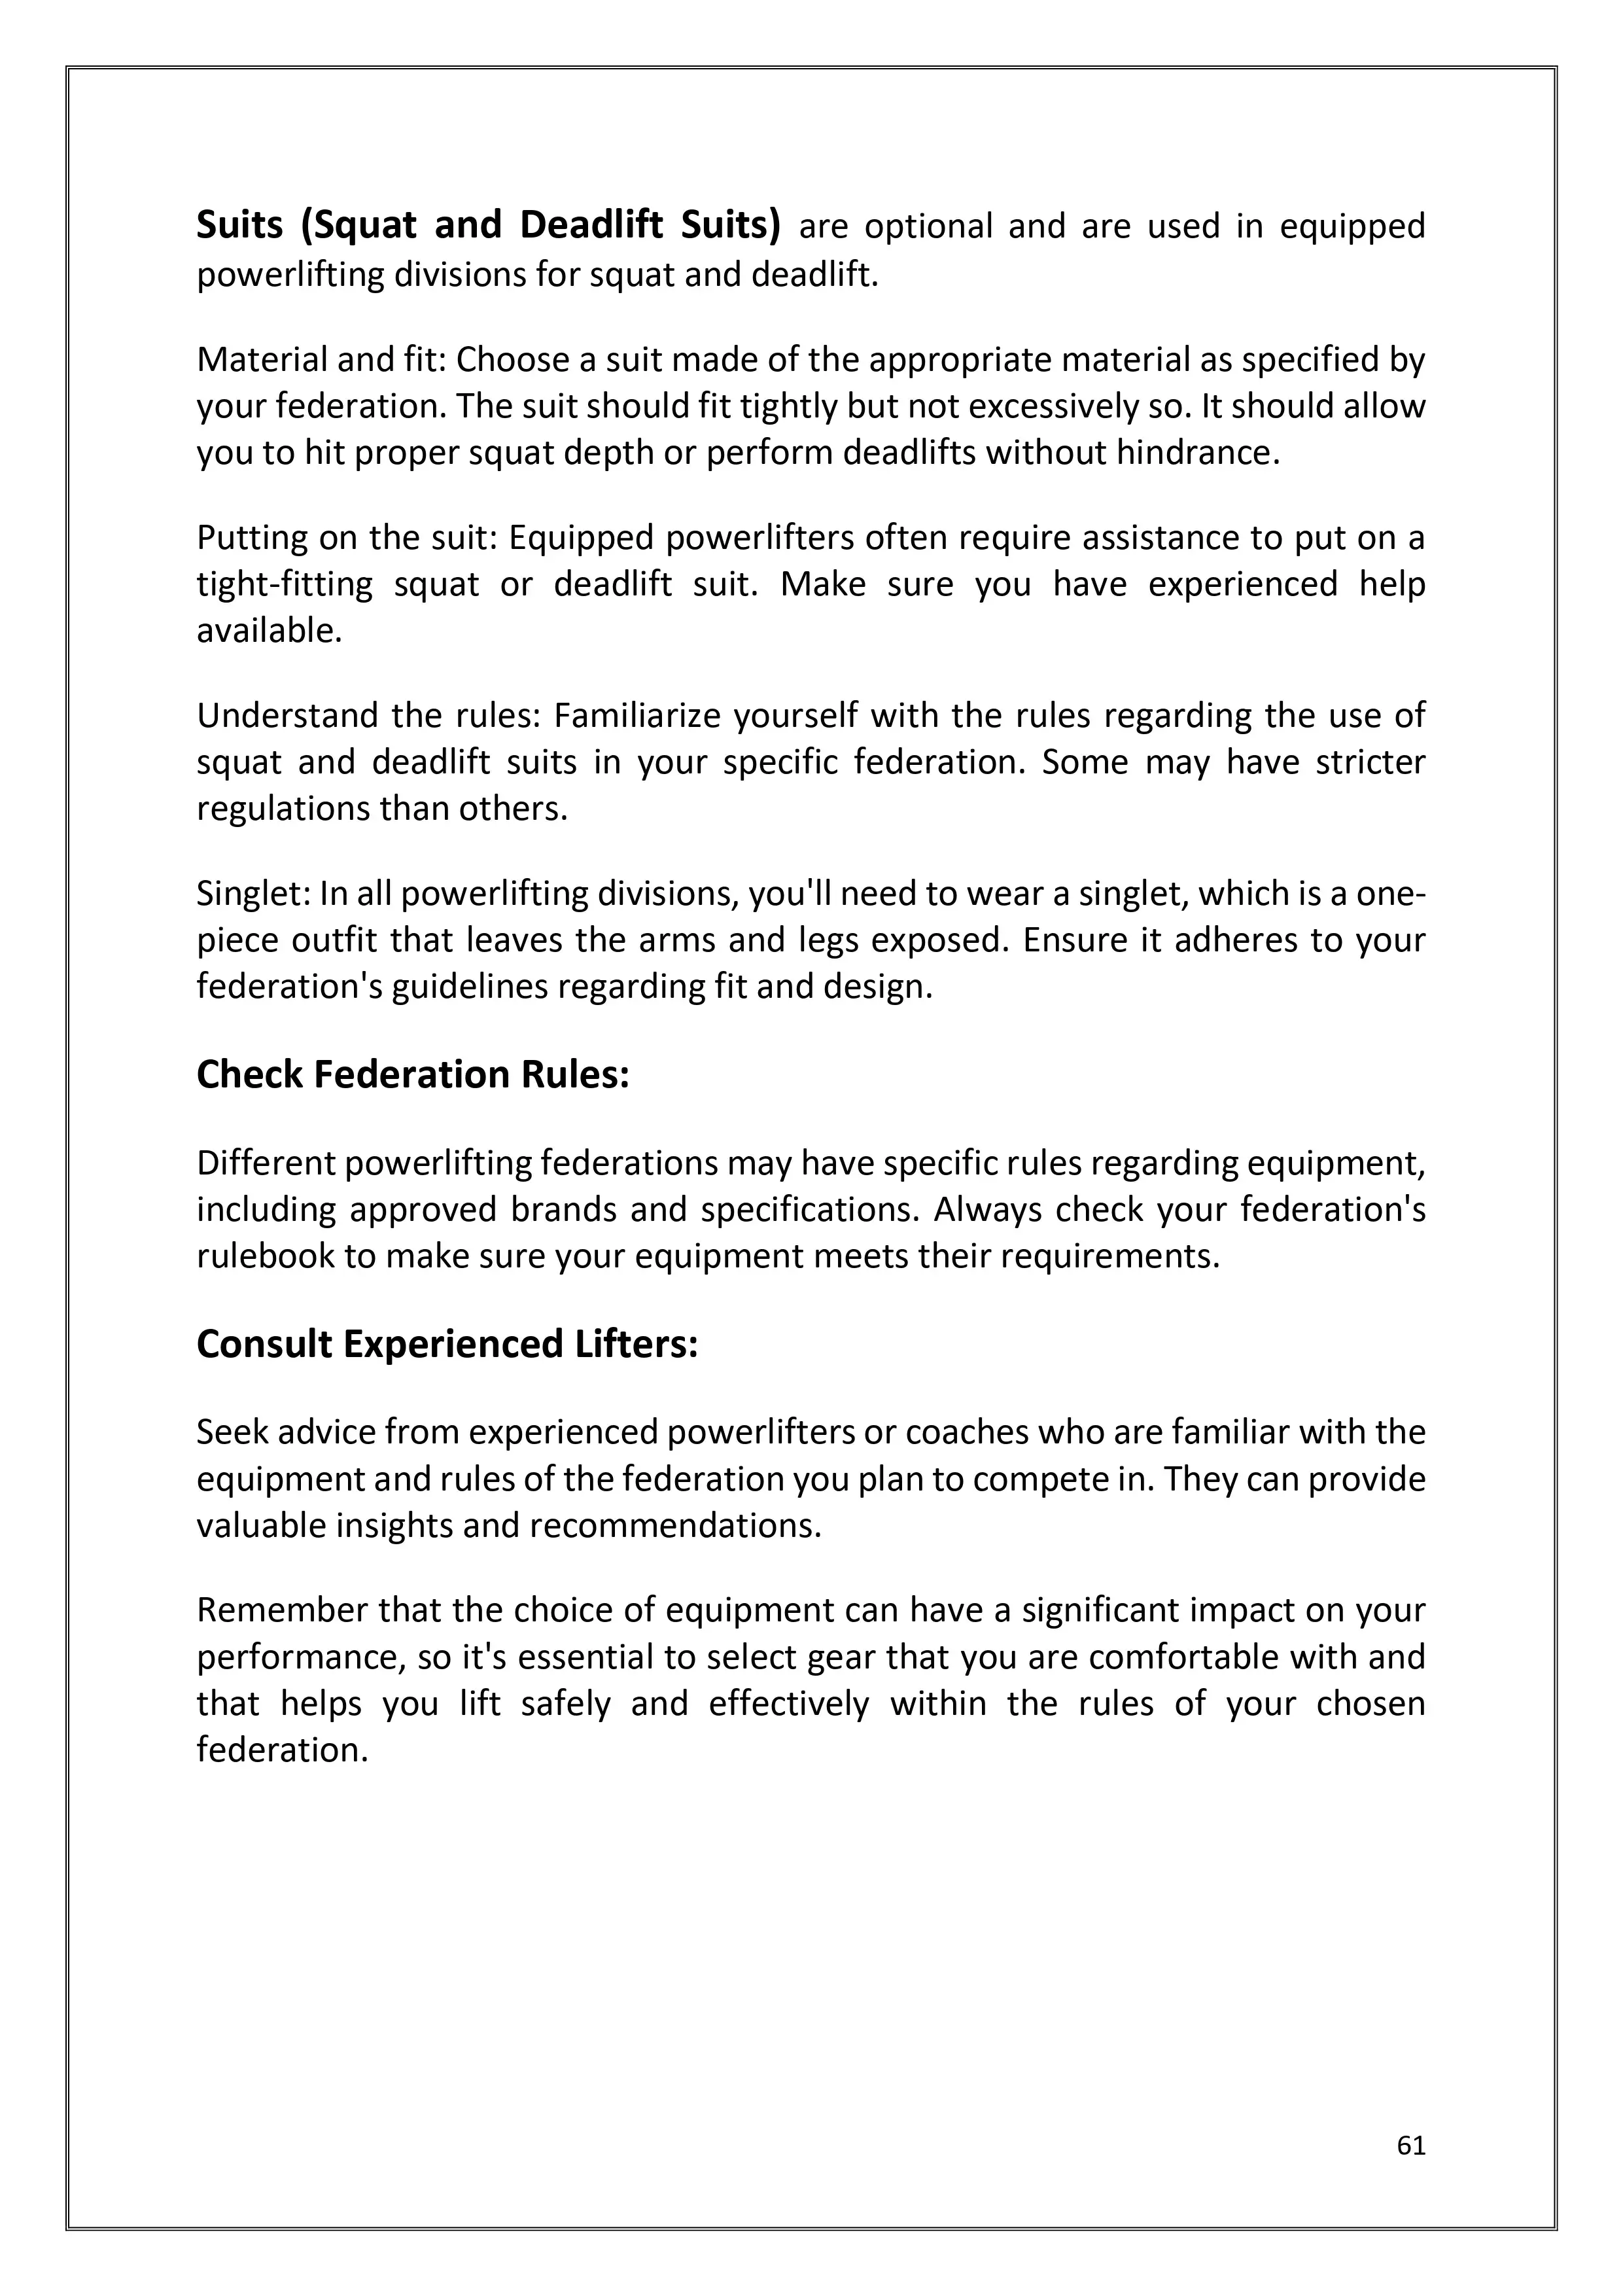 Suits (Squat and Deadlift Suits) are optional and are used in equipped
powerlifting divisions for squat and deadlift.
Material and fit: Choose a suit made of the appropriate material as specified by
your federation. The suit should fit tightly but not excessively so. It should allow
you to hit proper squat depth or perform deadlifts without hindrance.
Putting on the suit: Equipped powerlifters often require assistance to put on a
tight-fitting squat or deadlift suit. Make sure you have experienced help
available.
Understand the rules: Familiarize yourself with the rules regarding the use of
squat and deadlift suits in your specific federation. Some may have stricter
regulations than others.
Singlet: In all powerlifting divisions, you'll need to wear a singlet, which is a one-
piece outfit that leaves the arms and legs exposed. Ensure it adheres to your
federation's guidelines regarding fit and design.
Check Federation Rules:
Different powerlifting federations may have specific rules regarding equipment,
including approved brands and specifications. Always check your federation's
rulebook to make sure your equipment meets their requirements.
Consult Experienced Lifters:
Seek advice from experienced powerlifters or coaches who are familiar with the
equipment and rules of the federation you plan to compete in. They can provide
valuable insights and recommendations.
Remember that the choice of equipment can have a significant impact on your
performance, so it's essential to select gear that you are comfortable with and
that helps you lift safely and effectively within the rules of your chosen
federation.
61